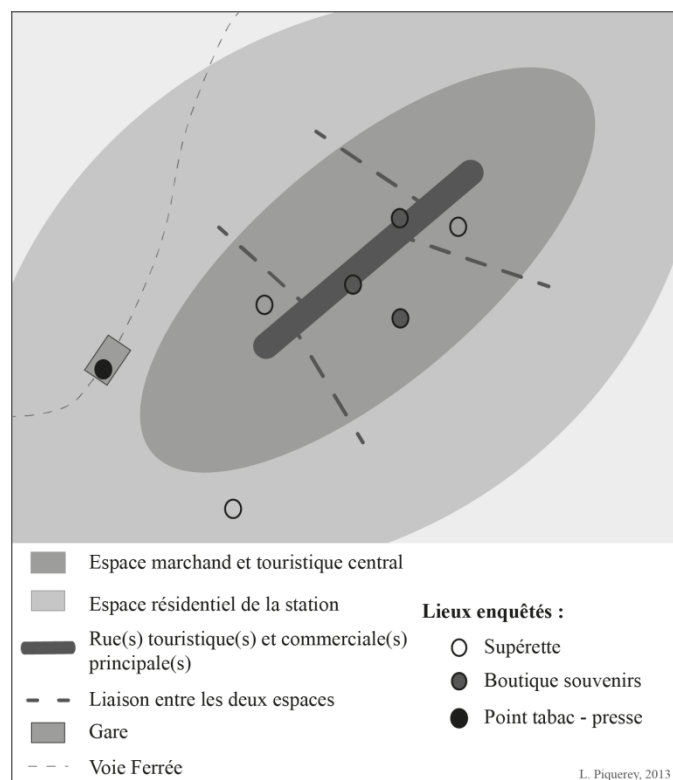 Espace marchand et touristique central
Espace résidentiel de la station
Rue(s) touristique(s) et commerciale(s)
principale(s)
Liaison entre les deux espaces
Gare
Voie Ferrée
Lieux enquêtés :
Supérette
Boutique souvenirs
Point tabac - presse
L. Piquerey, 2013